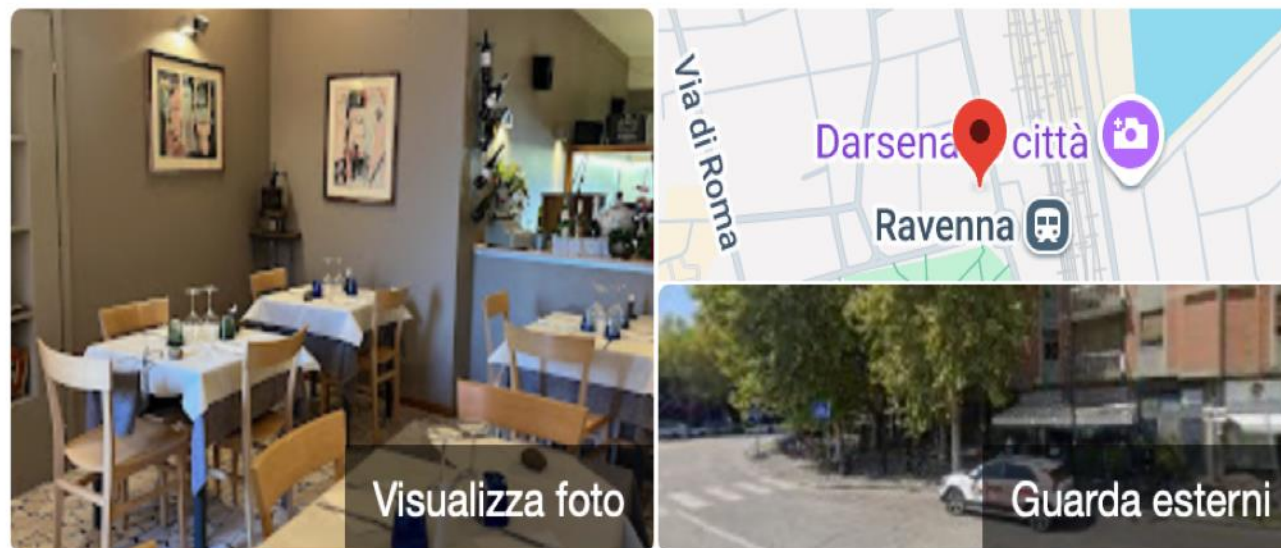 Visualizza foto
Via di Roma
Darsena città
Ravenna
Guarda esterni